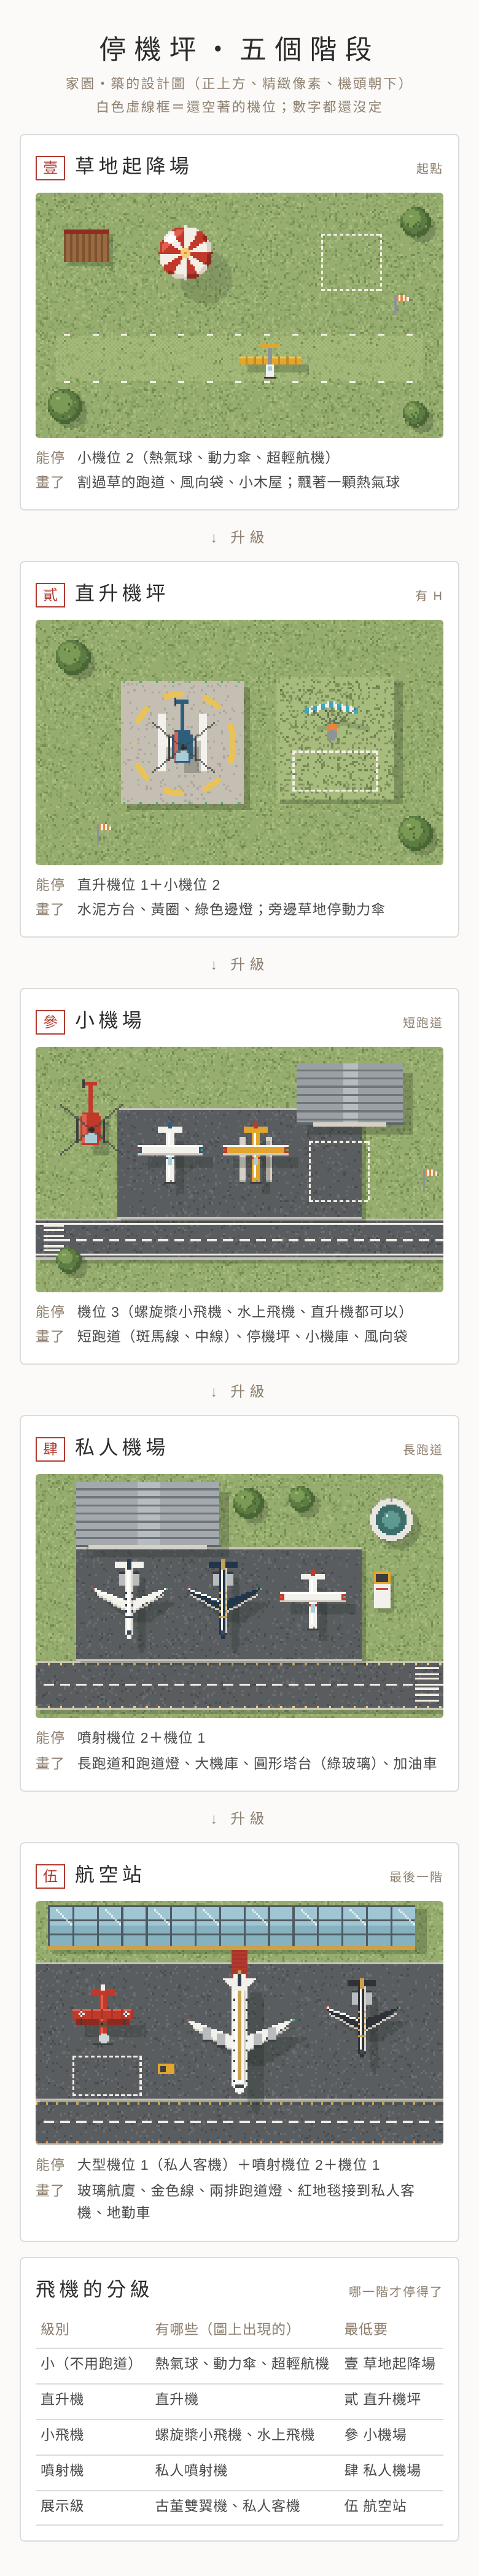 停機坪・五個階段
家園・築的設計圖（正上方、精緻像素、機頭朝下）
白色虛線框＝還空著的機位；數字都還沒定
壹 草地起降場 起點
能停 小機位 2（熱氣球、動力傘、超輕航機）
畫了 割過草的跑道、風向袋、小木屋；飄著一顆熱氣球
↓ 升級
貳 直升機坪 有 H
能停 直升機位 1＋小機位 2
畫了 水泥方台、黃圈、綠色邊燈；旁邊草地停動力傘
↓ 升級
參 小機場 短跑道
能停 機位 3（螺旋槳小飛機、水上飛機、直升機都可以）
畫了 短跑道（斑馬線、中線）、停機坪、小機庫、風向袋
↓ 升級
肆 私人機場 長跑道
能停 噴射機位 2＋機位 1
畫了 長跑道和跑道燈、大機庫、圓形塔台（綠玻璃）、加油車
↓ 升級
伍 航空站 最後一階
能停 大型機位 1（私人客機）＋噴射機位 2＋機位 1
畫了 玻璃航廈、金色線、兩排跑道燈、紅地毯接到私人客
機、地勤車
飛機的分級 哪一階才停得了
級別 有哪些（圖上出現的） 最低要
小（不用跑道） 熱氣球、動力傘、超輕航機 壹 草地起降場
直升機 直升機 貳 直升機坪
小飛機 螺旋槳小飛機、水上飛機 參 小機場
噴射機 私人噴射機 肆 私人機場
展示級 古董雙翼機、私人客機 伍 航空站